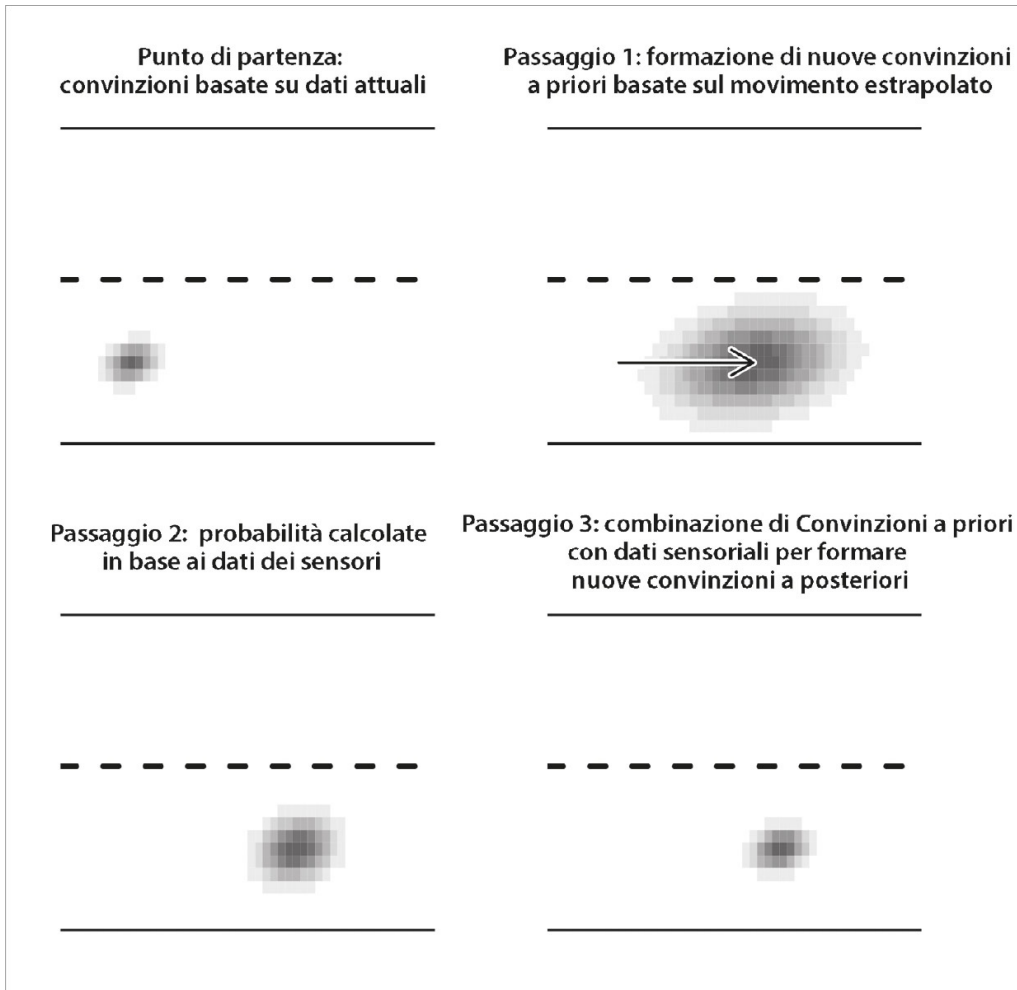 Punto di partenza:
convinzioni basate su dati attuali
Passaggio 1: formazione di nuove convinzioni
a priori basate sul movimento estrapolato
Passaggio 2: probabilità calcolate
in base ai dati dei sensori
Passaggio 3: combinazione di Convinzioni a priori
con dati sensoriali per formare
nuove convinzioni a posteriori